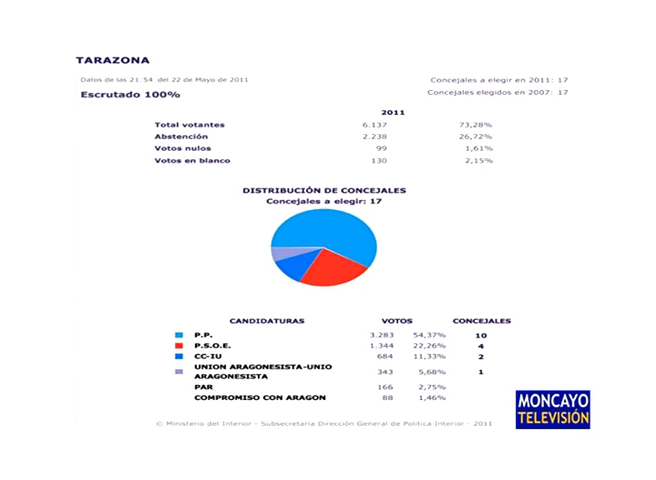 TARAZONA
Datos de las 21:54 del 22 de Mayo de 2011
Concejales a elegir en 2011: 17
Escrutado 100%
Concejales elegidos en 2007: 17
2011
Total votantes 6.137 73,28%
Abstención 2.238 26,72%
Votos nulos 99 1,61%
Votos en blanco 130 2,15%
DISTRIBUCIÓN DE CONCEJALES
Concejales a elegir: 17
CANDIDATURAS VOTOS CONCEJALES
P.P. 3.283 54,37% 10
P.S.O.E. 1.344 22,26% 4
CC-IU 684 11,33% 2
UNION ARAGONESISTA-UNIO
ARAGONESISTA 343 5,68% 1
PAR 166 2,75%
COMPROMISO CON ARAGON 88 1,46%
© Ministerio del Interior - Subsecretaría Dirección General de Política Interior - 2011
MONCAYO
TELEVISIÓN